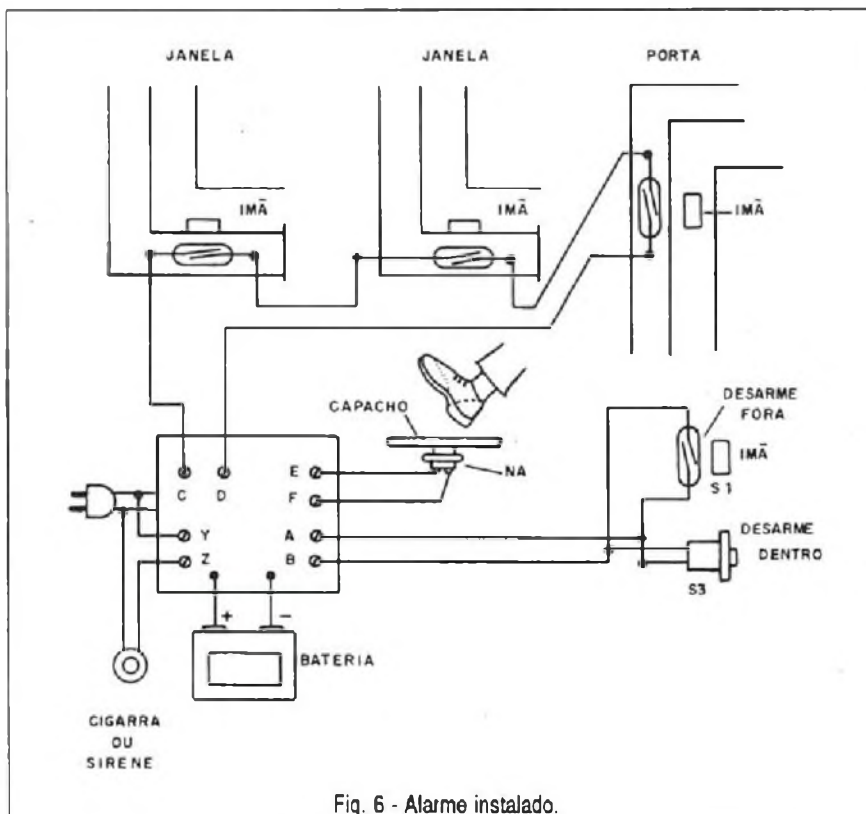 JANELA
JANELA
PORTA
IMÃ
IMÃ
IMÃ
DESARME
FORA
CAPACHO
IMÃ
NA
E
C
D
F
S1
Y
A
DESARME
DENTRO
Z
B
S3
+
-
BATERIA
CIGARRA
OU
SIRENE
Fig. 6 - Alarme instalado.